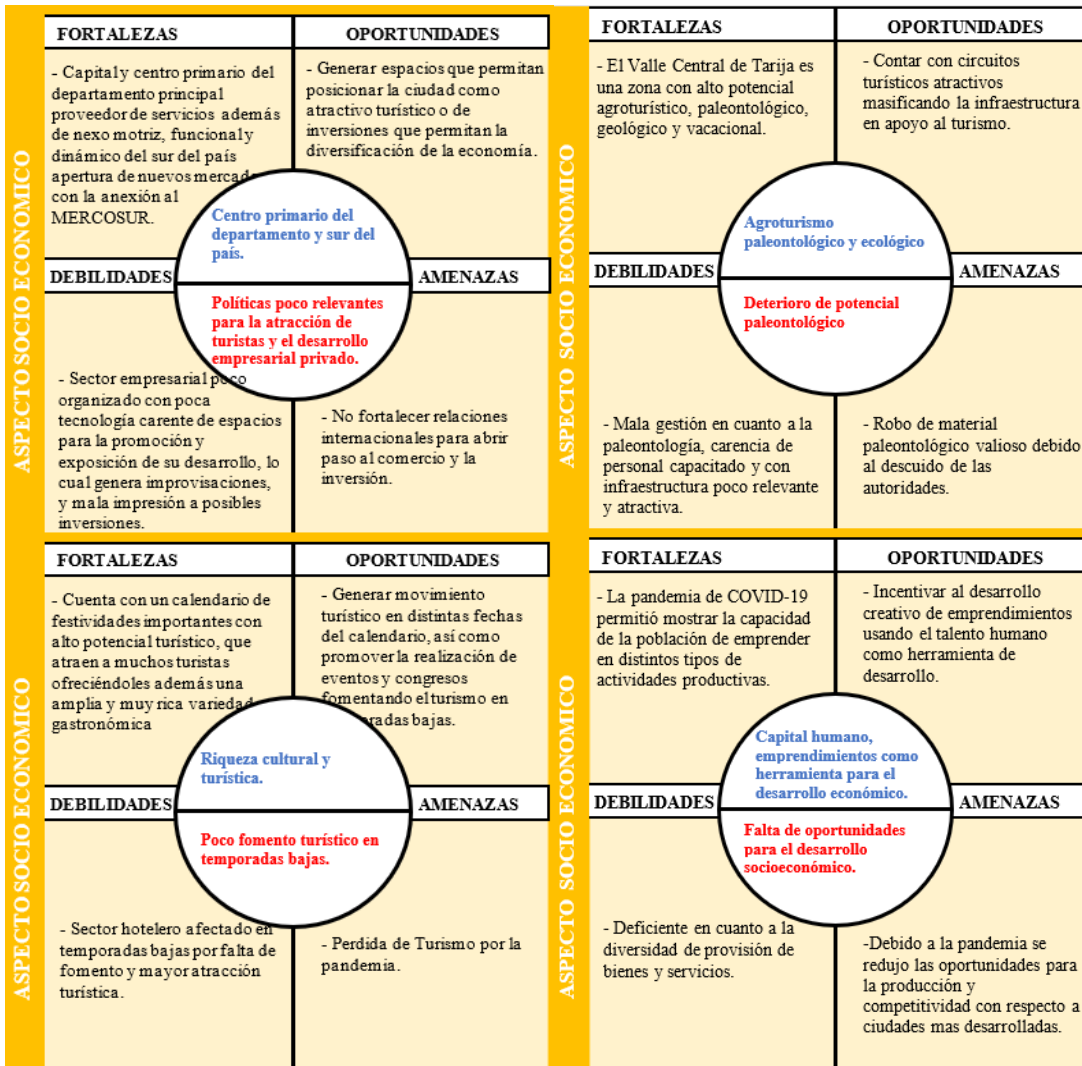 ASPECTO SOCIO ECONOMICO
FORTALEZAS
- Capital y centro primario del
departamento principal
proveedor de servicios además
de nexo motriz, funcional y
dinámico del sur del país
apertura de nuevos mercad
con la anexión al
MERCOSUR.
OPORTUNIDADES
- Generar espacios que permitan
posicionar la ciudad como
atractivo turístico o de
inversiones que permitan la
diversificación de la economía.
Centro primario del
departamento y sur del
país.
Políticas poco relevantes
para la atracción de
turistas y el desarrollo
empresarial privado.
DEBILIDADES
- Sector empresarial poco
organizado con poca
tecnología carente de espacios
para la promoción y
exposición de su desarrollo, lo
cual genera improvisaciones,
y mala impresión a posibles
inversiones.
AMENAZAS
- No fortalecer relaciones
internacionales para abrir
paso al comercio y la
inversión.
ASPECTO SOCIO ECONOMICO
FORTALEZAS
- El Valle Central de Tarija es
una zona con alto potencial
agroturístico, paleontológico,
geológico y vacacional.
OPORTUNIDADES
- Contar con circuitos
turísticos atractivos
masificando la infraestructura
en apoyo al turismo.
Agroturismo
paleontológico y ecológico
Deterioro de potencial
paleontológico
DEBILIDADES
- Mala gestión en cuanto a la
paleontología, carencia de
personal capacitado y con
infraestructura poco relevante
y atractiva.
AMENAZAS
- Robo de material
paleontológico valioso debido
al descuido de las
autoridades.
ASPECTO SOCIO ECONOMICO
FORTALEZAS
- Cuenta con un calendario de
festividades importantes con
alto potencial turístico, que
atraen a muchos turistas
ofreciéndoles además una
amplia y muy rica variedad
gastronómica
OPORTUNIDADES
- Generar movimiento
turístico en distintas fechas
del calendario, así como
promover la realización de
eventos y congresos
fomentando el turismo en
temporadas bajas.
Riqueza cultural y
turística.
Poco fomento turístico en
temporadas bajas.
DEBILIDADES
- Sector hotelero afectado en
temporadas bajas por falta de
fomento y mayor atracción
turística.
AMENAZAS
- Perdida de Turismo por la
pandemia.
ASPECTO SOCIO ECONOMICO
FORTALEZAS
- La pandemia de COVID-19
permitió mostrar la capacidad
de la población de emprender
en distintos tipos de
actividades productivas.
OPORTUNIDADES
- Incentivar al desarrollo
creativo de emprendimientos
usando el talento humano
como herramienta de
desarrollo.
Capital humano,
emprendimientos como
herramienta para el
desarrollo económico.
Falta de oportunidades
para el desarrollo
socioeconómico.
DEBILIDADES
- Deficiente en cuanto a la
diversidad de provisión de
bienes y servicios.
AMENAZAS
-Debido a la pandemia se
redujo las oportunidades para
la producción y
competitividad con respecto a
ciudades mas desarrolladas.